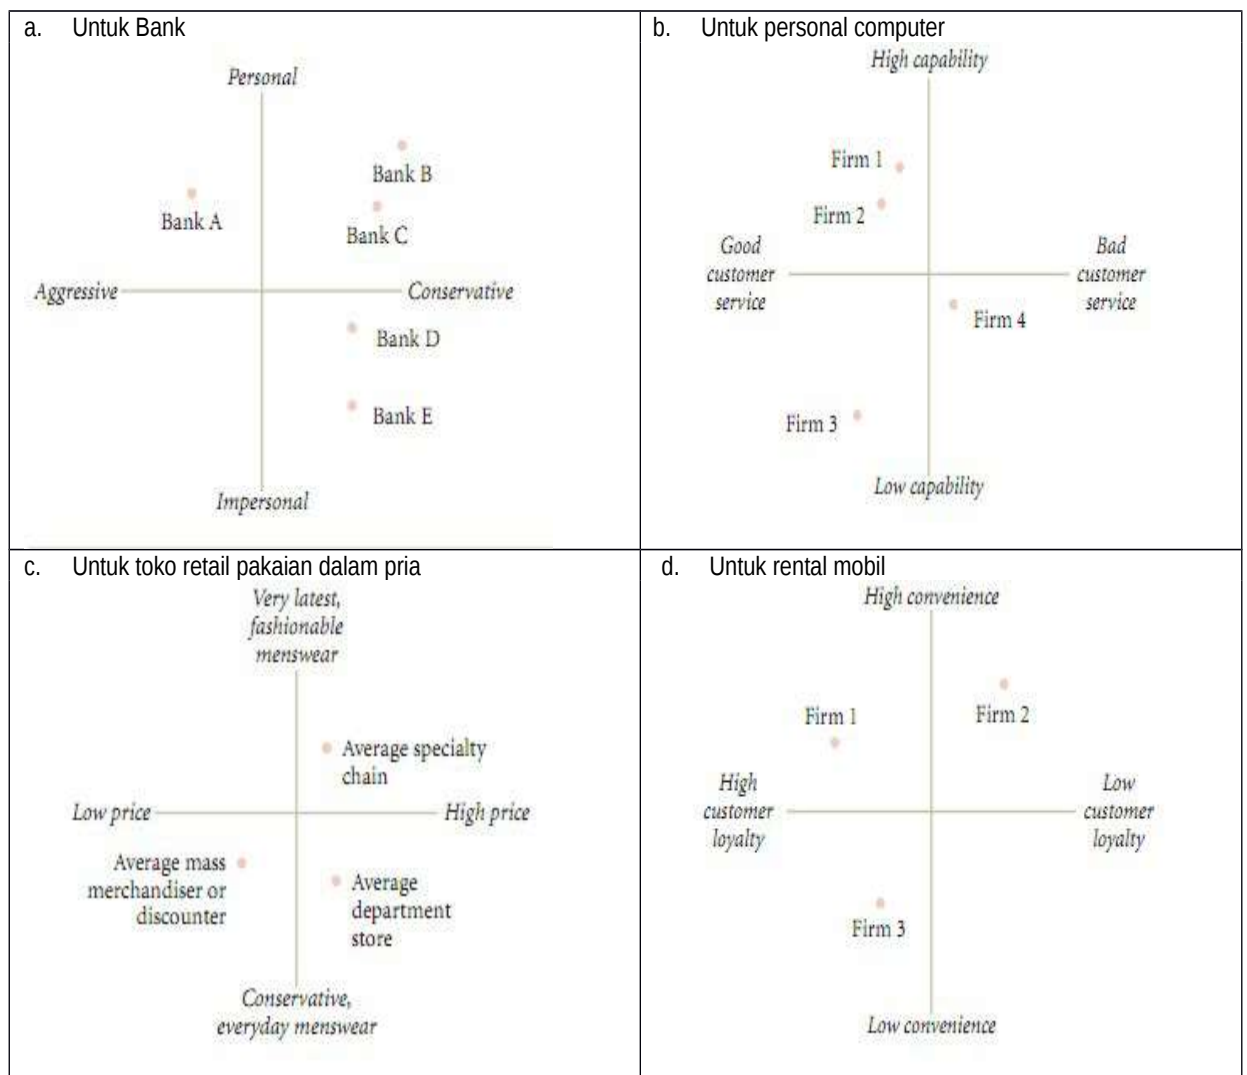 a. Untuk Bank
Personal
Bank B
Bank A
Bank C
Aggressive
Conservative
Bank D
Bank E
Impersonal
b. Untuk personal computer
High capability
Firm 1
Firm 2
Good
customer
service
Bad
customer
service
Firm 4
Firm 3
Low capability
c. Untuk toko retail pakaian dalam pria
Very latest,
fashionable
menswear
Average specialty
chain
Low price
High price
Average mass
merchandiser or
discounter
Average
department
store
Conservative,
everyday menswear
d. Untuk rental mobil
High convenience
Firm 1
Firm 2
High
customer
loyalty
Low
customer
loyalty
Firm 3
Low convenience